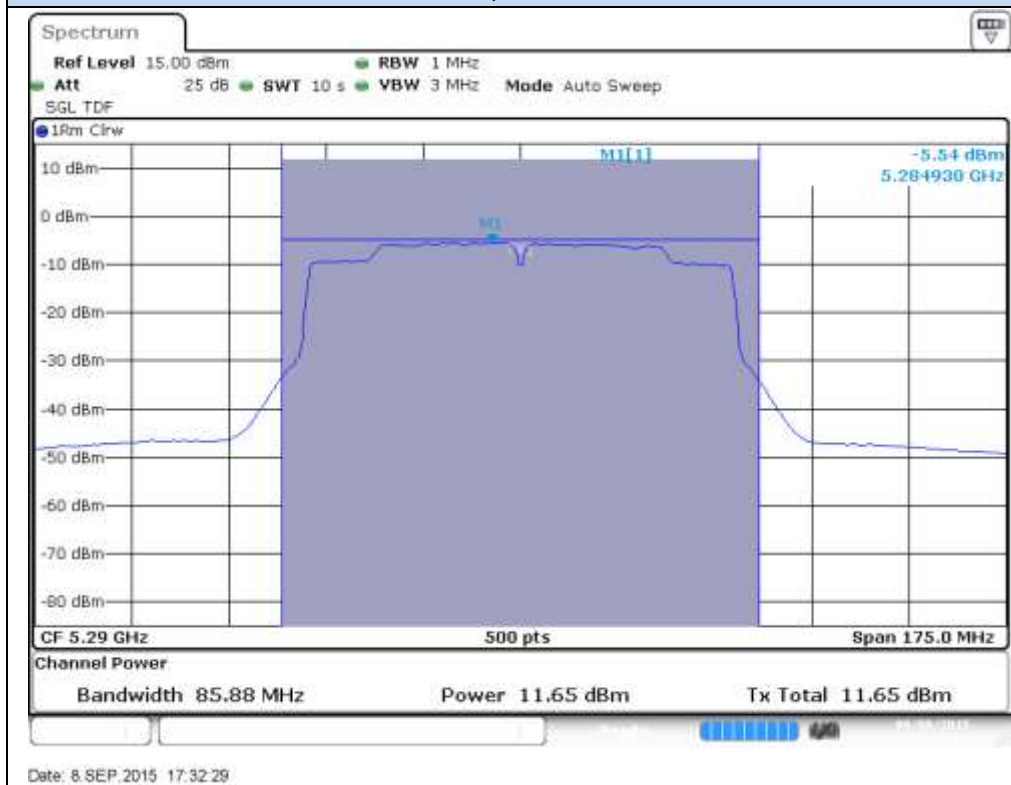 Spectrum
Ref Level 15.00 dBm RBW 1 MHz
Att 25 dB SWT 10 s VBW 3 MHz Mode Auto Sweep
SGL TDF
1Rm Clrw
M1[1] -5.54 dBm
10 dBm 5.284930 GHz
0 dBm
M1
-10 dBm
-20 dBm
-30 dBm
-40 dBm
-50 dBm
-60 dBm
-70 dBm
-80 dBm
CF 5.29 GHz 500 pts Span 175.0 MHz
Channel Power
Bandwidth 85.88 MHz Power 11.65 dBm Tx Total 11.65 dBm
Date: 8.SEP.2015 17:32:29